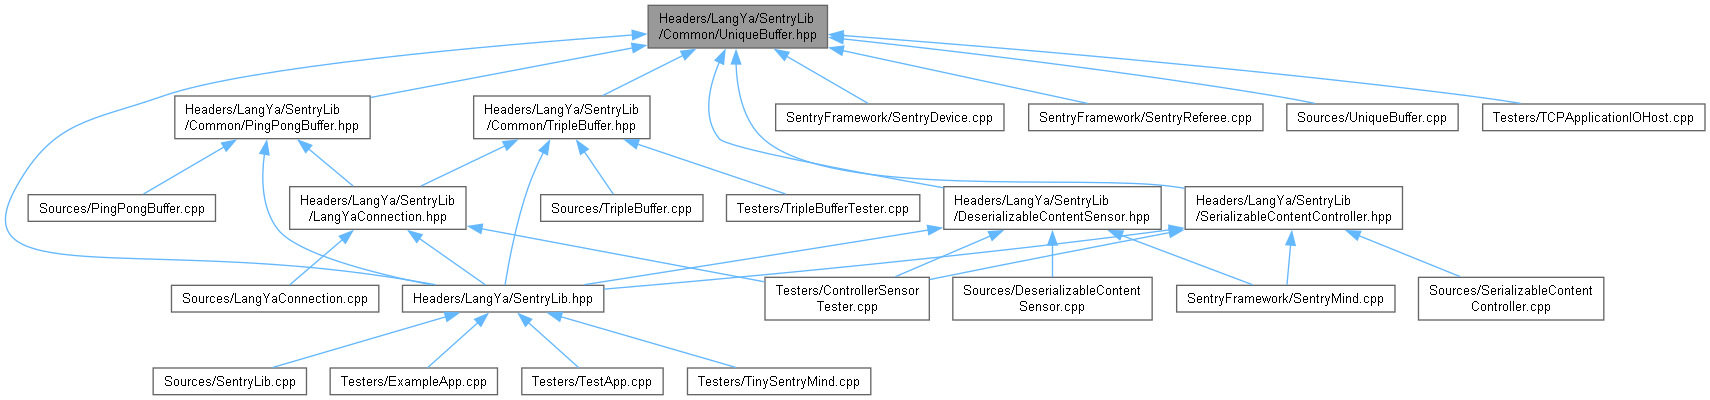 Headers/LangYa/SentryLib
/Common/UniqueBuffer.hpp
Headers/LangYa/SentryLib
/Common/PingPongBuffer.hpp
Headers/LangYa/SentryLib
/Common/TripleBuffer.hpp
SentryFramework/SentryDevice.cpp
SentryFramework/SentryReferee.cpp
Sources/UniqueBuffer.cpp
Testers/TCPApplicationIOHost.cpp
Sources/PingPongBuffer.cpp
Headers/LangYa/SentryLib
/LangYaConnection.hpp
Sources/TripleBuffer.cpp
Testers/TripleBufferTester.cpp
Headers/LangYa/SentryLib
/DeserializableContentSensor.hpp
Headers/LangYa/SentryLib
/SerializableContentController.hpp
Sources/LangYaConnection.cpp
Headers/LangYa/SentryLib.hpp
Testers/ControllerSensor
Tester.cpp
Sources/DeserializableContent
Sensor.cpp
SentryFramework/SentryMind.cpp
Sources/SerializableContent
Controller.cpp
Sources/SentryLib.cpp
Testers/ExampleApp.cpp
Testers/TestApp.cpp
Testers/TinySentryMind.cpp